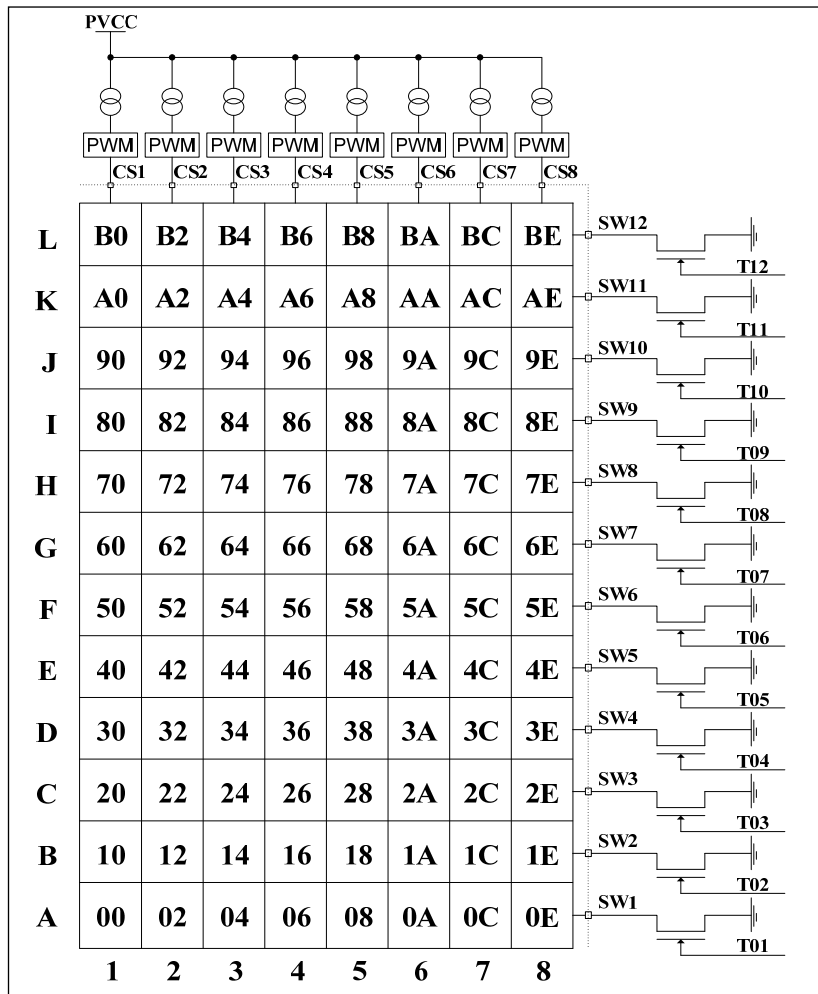 PVCC
PWM PWM PWM PWM PWM PWM PWM PWM
CS1 CS2 CS3 CS4 CS5 CS6 CS7 CS8
L B0 B2 B4 B6 B8 BA BC BE SW12 T12
K A0 A2 A4 A6 A8 AA AC AE SW11 T11
J 90 92 94 96 98 9A 9C 9E SW10 T10
I 80 82 84 86 88 8A 8C 8E SW9 T09
H 70 72 74 76 78 7A 7C 7E SW8 T08
G 60 62 64 66 68 6A 6C 6E SW7 T07
F 50 52 54 56 58 5A 5C 5E SW6 T06
E 40 42 44 46 48 4A 4C 4E SW5 T05
D 30 32 34 36 38 3A 3C 3E SW4 T04
C 20 22 24 26 28 2A 2C 2E SW3 T03
B 10 12 14 16 18 1A 1C 1E SW2 T02
A 00 02 04 06 08 0A 0C 0E SW1 T01
1 2 3 4 5 6 7 8